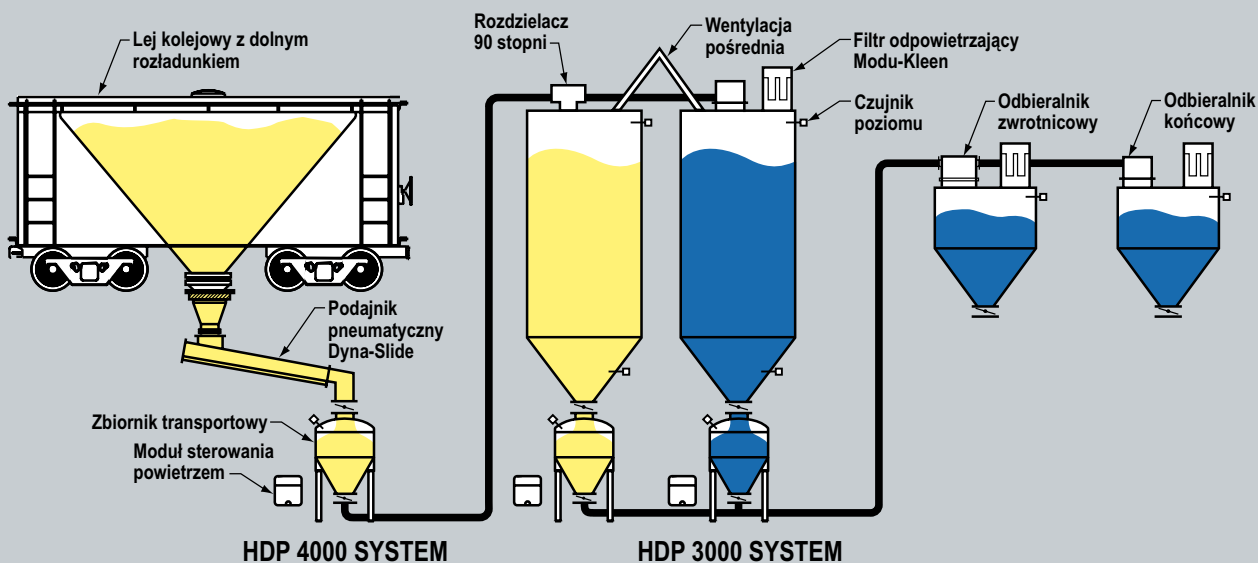 Lej kolejowy z dolnym
rozładunkiem
Rozdzielacz
90 stopni
Wentylacja
pośrednia
Filtr odpowietrzający
Modu-Kleen
Czujnik
poziomu
Odbieralnik
zwrotnicowy
Odbieralnik
końcowy
Podajnik
pneumatyczny
Dyna-Slide
Zbiornik transportowy
Moduł sterowania
powietrzem
HDP 4000 SYSTEM
HDP 3000 SYSTEM